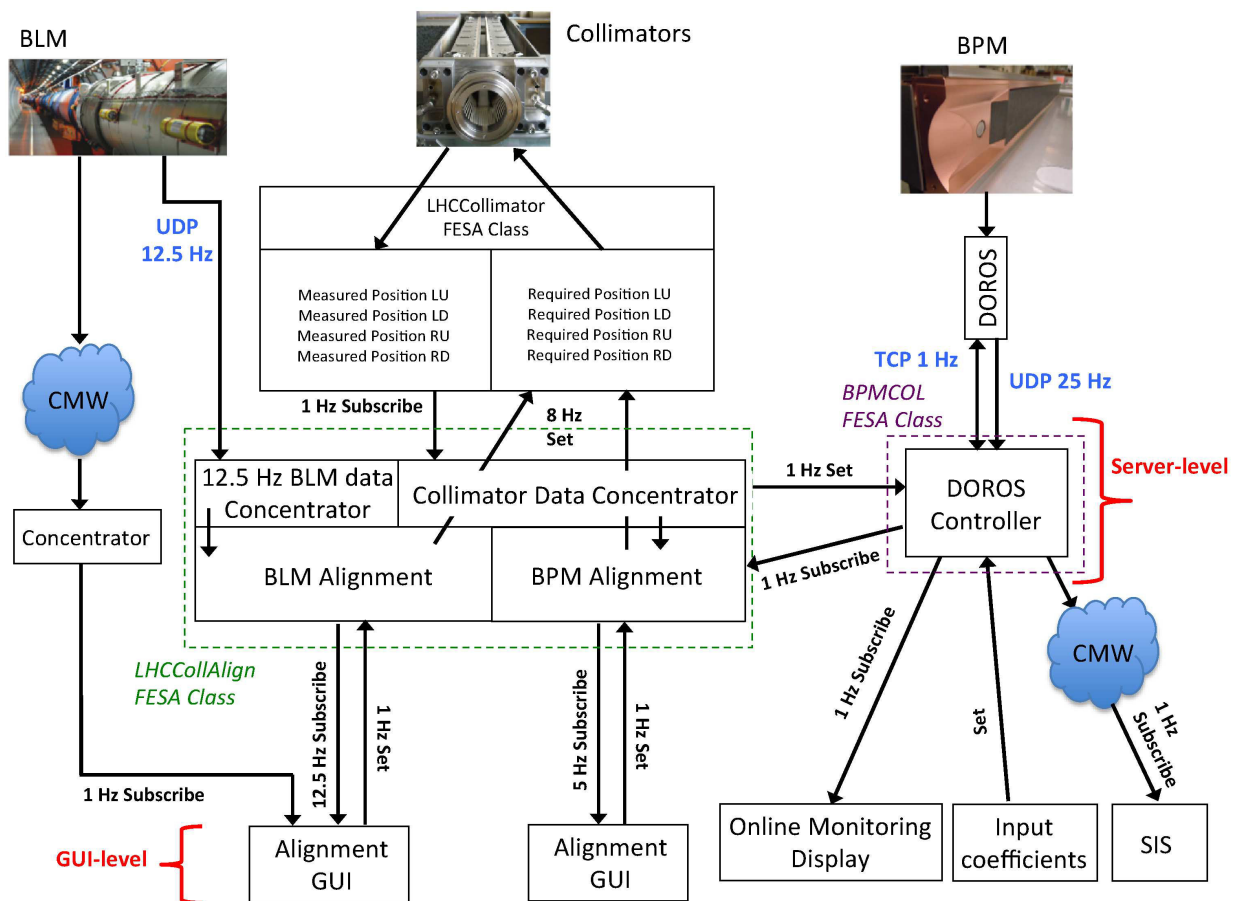 BLM
Collimators
BPM
UDP
12.5 Hz
LHCCollimator
FESA Class
Measured Position LU
Measured Position LD
Measured Position RU
Measured Position RD
Required Position LU
Required Position LD
Required Position RU
Required Position RD
DOROS
TCP 1 Hz
UDP 25 Hz
BPMCOL
FESA Class
CMW
1 Hz Subscribe
8 Hz
Set
Server-level
12.5 Hz BLM data
Concentrator
Collimator Data Concentrator
1 Hz Set
DOROS
Controller
Concentrator
BLM Alignment
BPM Alignment
1 Hz Subscribe
LHCCollAlign
FESA Class
CMW
12.5 Hz Subscribe
1 Hz Set
5 Hz Subscribe
1 Hz Set
1 Hz Subscribe
Set
1 Hz
Subscribe
1 Hz Subscribe
GUI-level
Alignment
GUI
Alignment
GUI
Online Monitoring
Display
Input
coefficients
SIS